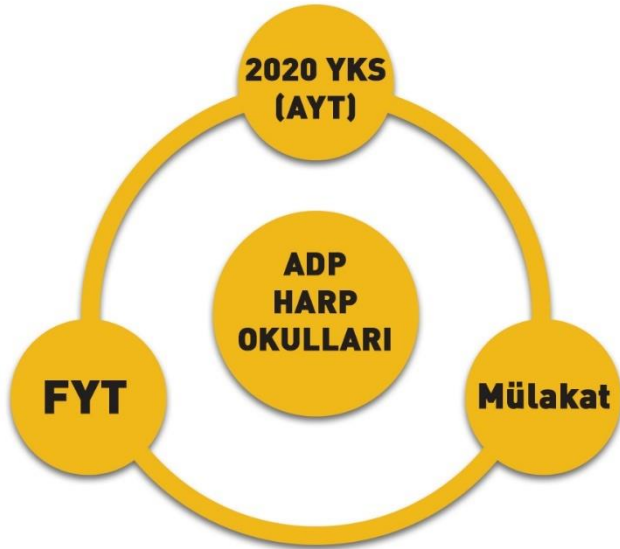 2020 YKS
(AYT)
ADP
HARP
OKULLARI
FYT
Mülakat